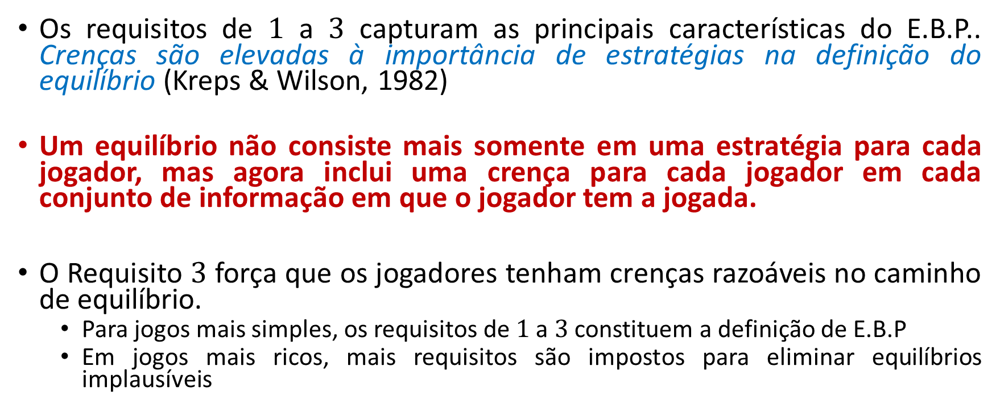 • Os requisitos de 1 a 3 capturam as principais características do E.B.P..
Crenças são elevadas à importância de estratégias na definição do
equilíbrio (Kreps & Wilson, 1982)
• Um equilíbrio não consiste mais somente em uma estratégia para cada
jogador, mas agora inclui uma crença para cada jogador em cada
conjunto de informação em que o jogador tem a jogada.
• O Requisito 3 força que os jogadores tenham crenças razoáveis no caminho
de equilíbrio.
• Para jogos mais simples, os requisitos de 1 a 3 constituem a definição de E.B.P
• Em jogos mais ricos, mais requisitos são impostos para eliminar equilíbrios
implausíveis